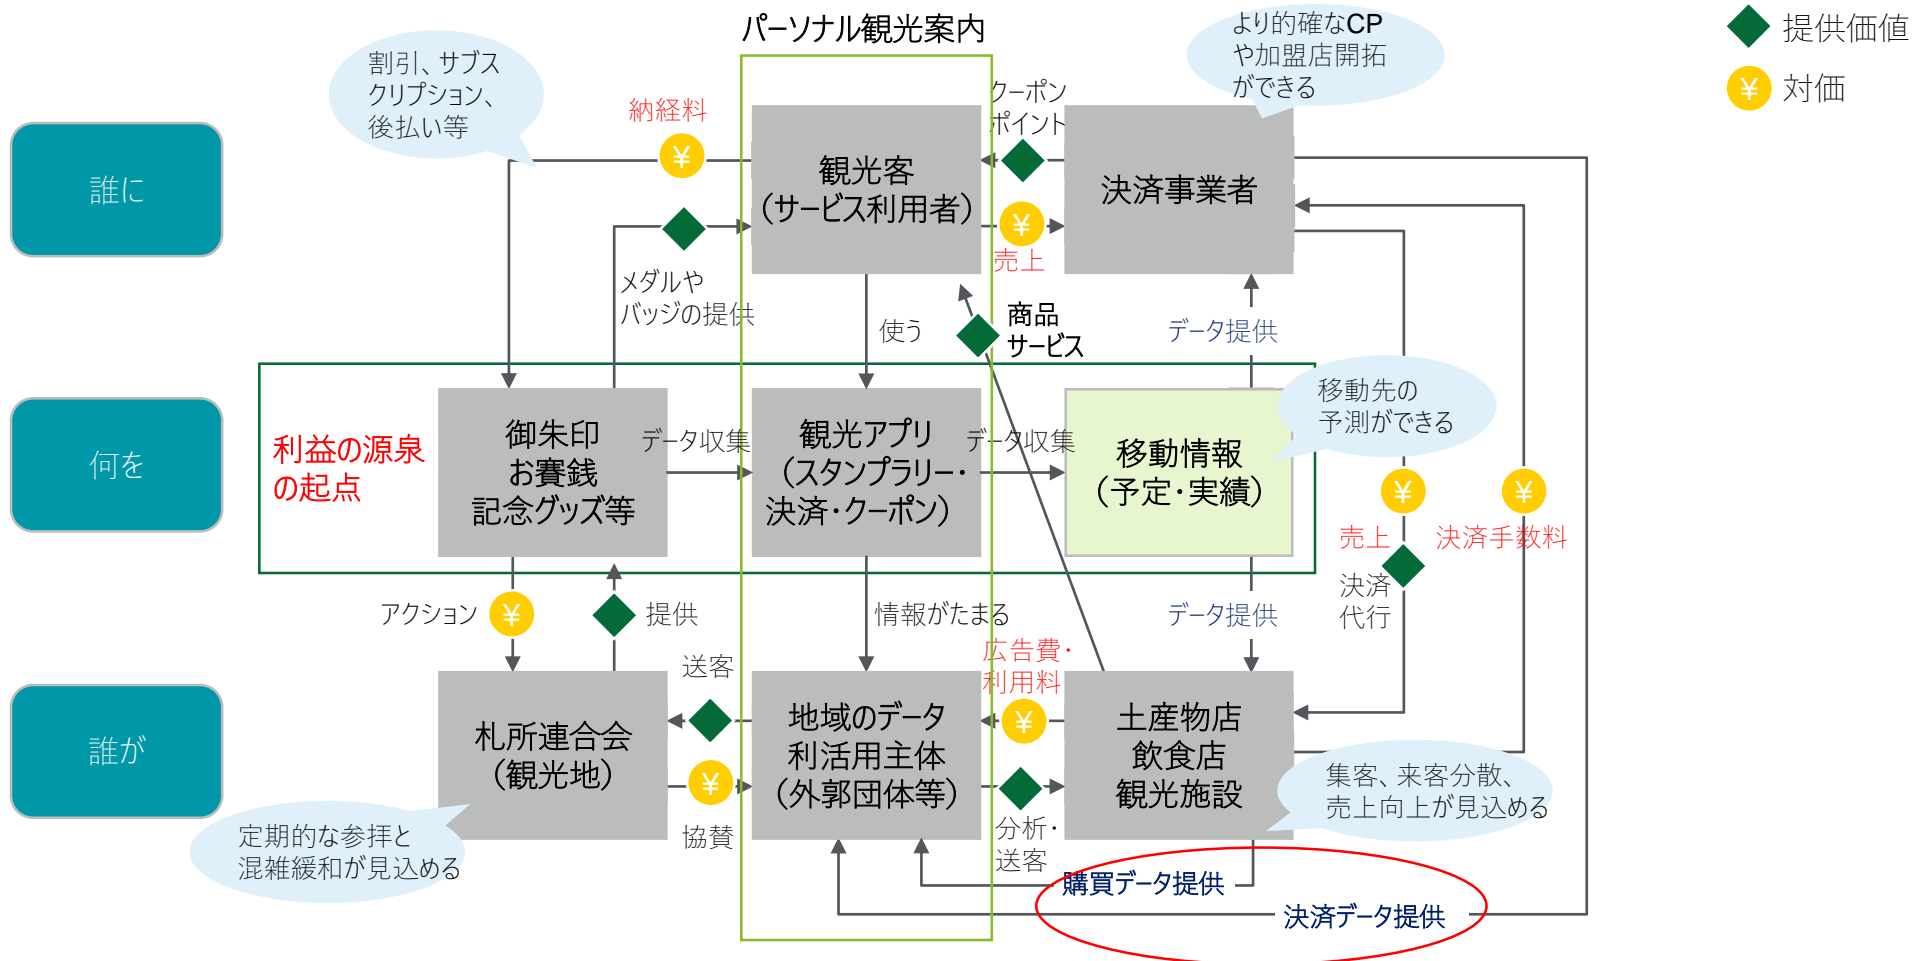 パーソナル観光案内
提供価値
対価
割引、サブス
クリプション、
後払い等
より的確なCP
や加盟店開拓
ができる
納経料
クーポン
ポイント
誰に
観光客
（サービス利用者）
決済事業者
売上
メダルや
バッジの提供
使う
商品
サービス
データ提供
移動先の
予測ができる
何を
利益の源泉
の起点
御朱印
お賽銭
記念グッズ等
データ収集
観光アプリ
（スタンプラリー・
決済・クーポン）
データ収集
移動情報
（予定・実績）
売上
決済手数料
決済
代行
アクション
提供
情報がたまる
データ提供
送客
広告費・
利用料
誰が
札所連合会
（観光地）
地域のデータ
利活用主体
（外郭団体等）
土産物店
飲食店
観光施設
集客、来客分散、
売上向上が見込める
協賛
分析・
送客
定期的な参拝と
混雑緩和が見込める
購買データ提供
決済データ提供